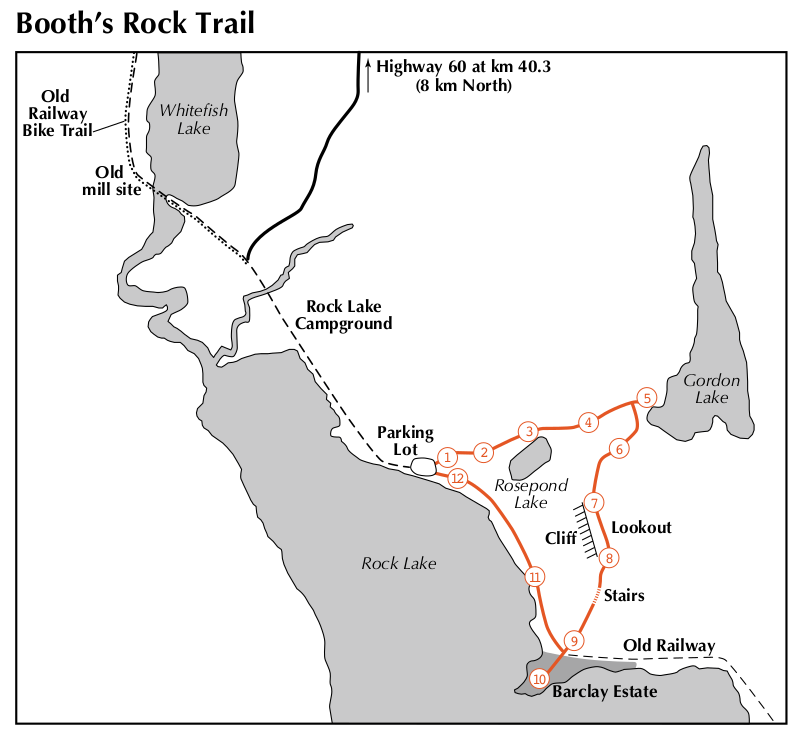 Booth's Rock Trail
Highway 60 at km 40.3
(8 km North)
Old
Railway
Bike Trail
Whitefish
Lake
Old
mill site
Rock Lake
Campground
Gordon
Lake
Parking
Lot
1
2
3
4
5
6
7
8
9
10
11
12
Rosepond
Lake
Cliff
Lookout
Rock Lake
Stairs
Old Railway
Barclay Estate